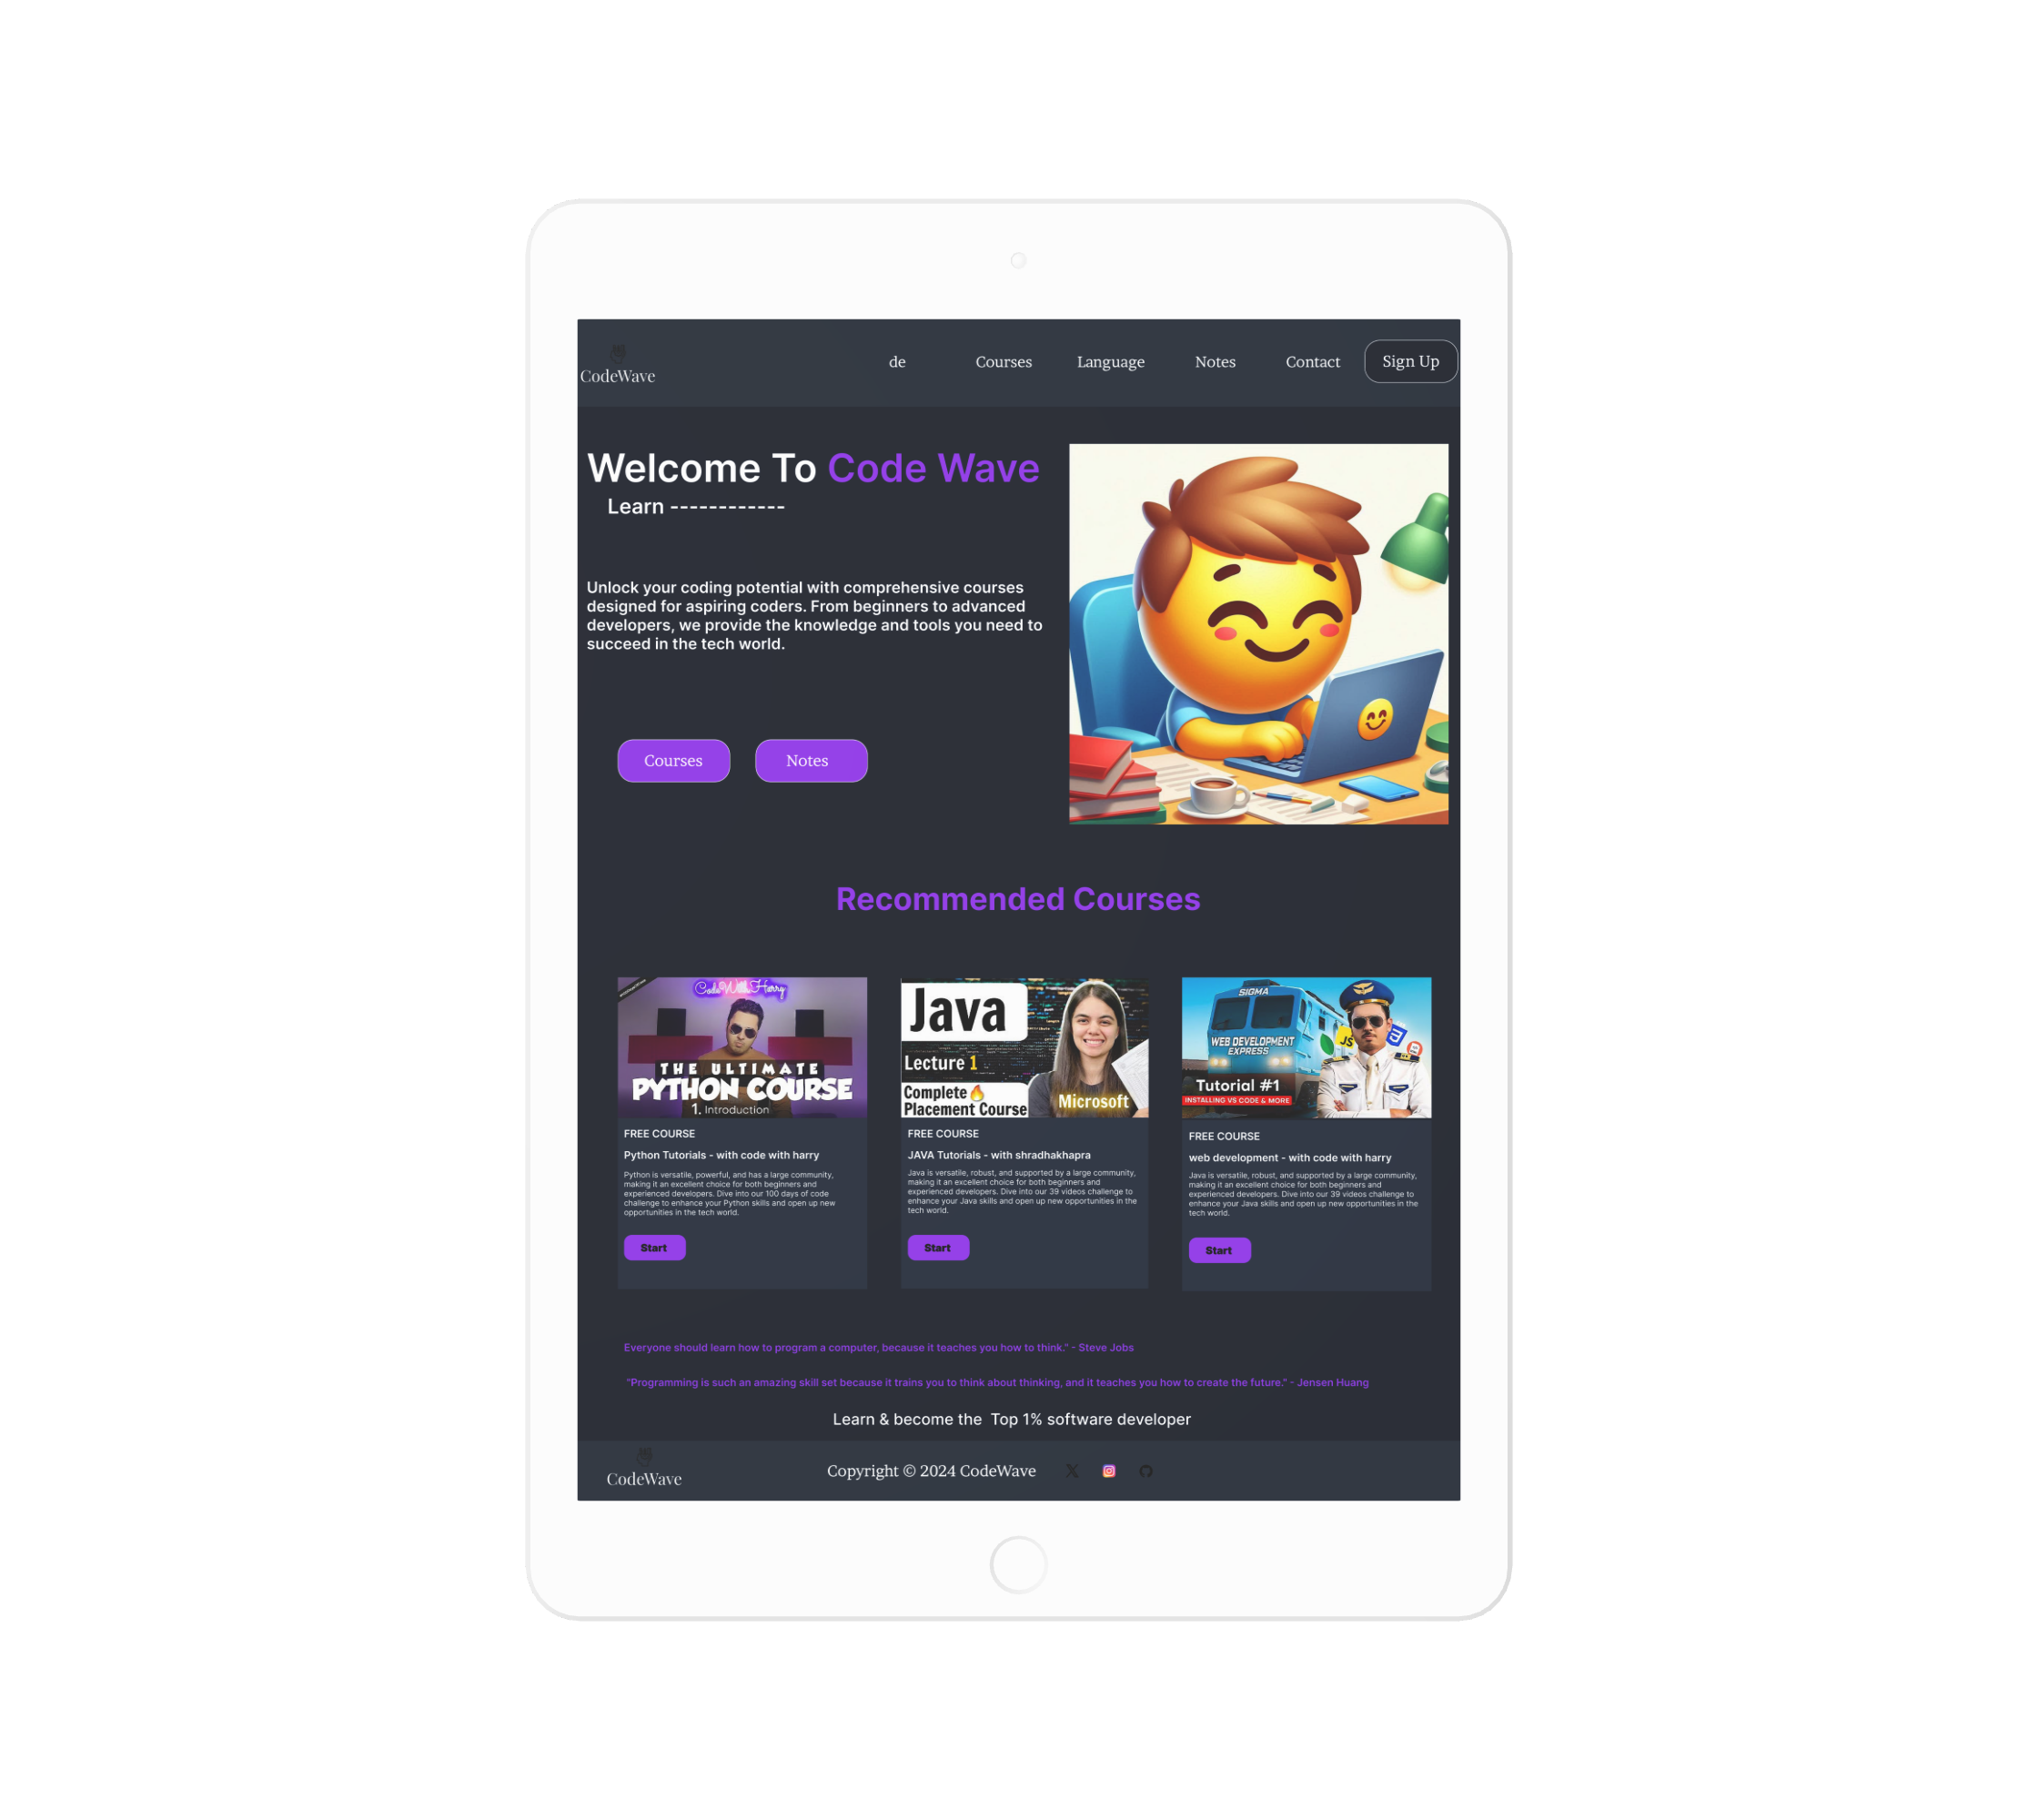 CodeWave
de Courses Language Notes Contact Sign Up
Welcome To Code Wave
Learn ------------
Unlock your coding potential with comprehensive courses
designed for aspiring coders. From beginners to advanced
developers, we provide the knowledge and tools you need to
succeed in the tech world.
Courses Notes
Recommended Courses
CodeWithHarry
THE ULTIMATE
PYTHON COURSE
1. Introduction
FREE COURSE
Python Tutorials - with code with harry
Python is versatile, powerful, and has a large community,
making it an excellent choice for both beginners and
experienced developers. Dive into our 100 days of code
challenge to enhance your Python skills and open up new
opportunities in the tech world.
Start
Java
Lecture 1
Complete🔥
Placement Course
Microsoft
FREE COURSE
JAVA Tutorials - with shradhakhapra
Java is versatile, robust, and supported by a large community,
making it an excellent choice for both beginners and
experienced developers. Dive into our 39 videos challenge to
enhance your Java skills and open up new opportunities in the
tech world.
Start
SIGMA
WEB DEVELOPMENT
EXPRESS
JS
Tutorial #1
INSTALLING VS CODE & MORE
FREE COURSE
web development - with code with harry
Java is versatile, robust, and supported by a large community,
making it an excellent choice for both beginners and
experienced developers. Dive into our 39 videos challenge to
enhance your Java skills and open up new opportunities in the
tech world.
Start
Everyone should learn how to program a computer, because it teaches you how to think." - Steve Jobs
"Programming is such an amazing skill set because it trains you to think about thinking, and it teaches you how to create the future." - Jensen Huang
Learn & become the  Top 1% software developer
CodeWave
Copyright © 2024 CodeWave